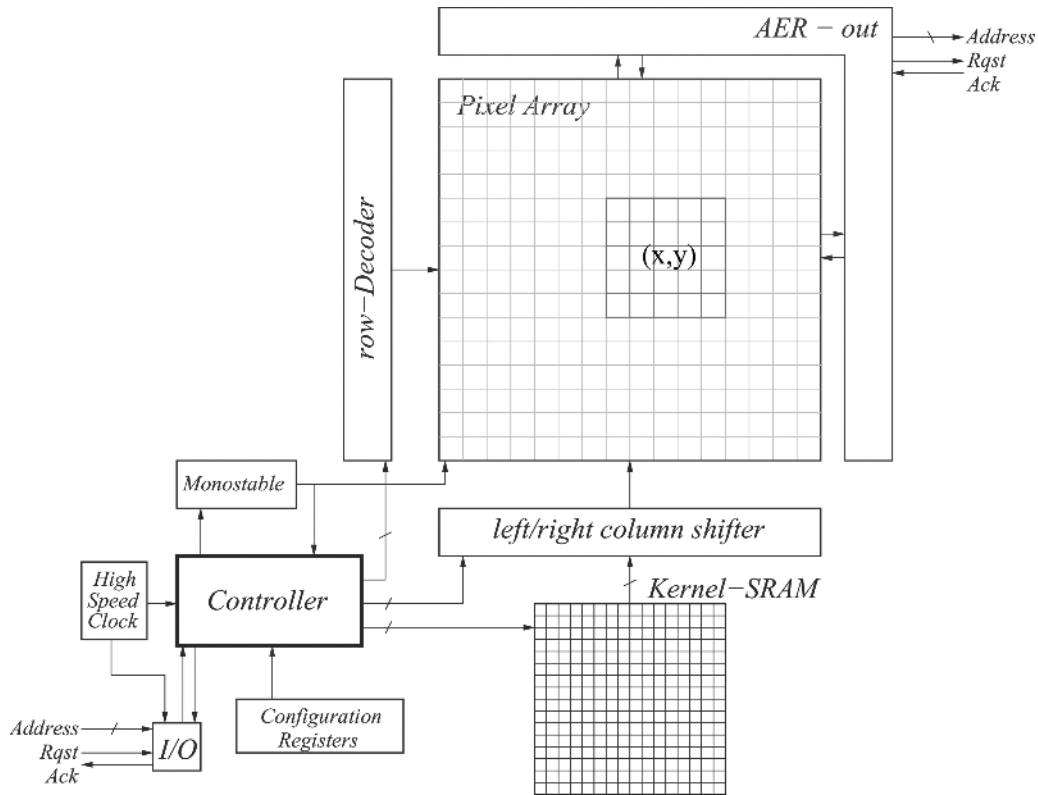 AER − out
Address
Rqst
Ack
Pixel Array
row−Decoder
(x,y)
Monostable
left/right column shifter
High
Speed
Clock
Controller
Kernel−SRAM
Configuration
Registers
Address
Rqst
Ack
I/O